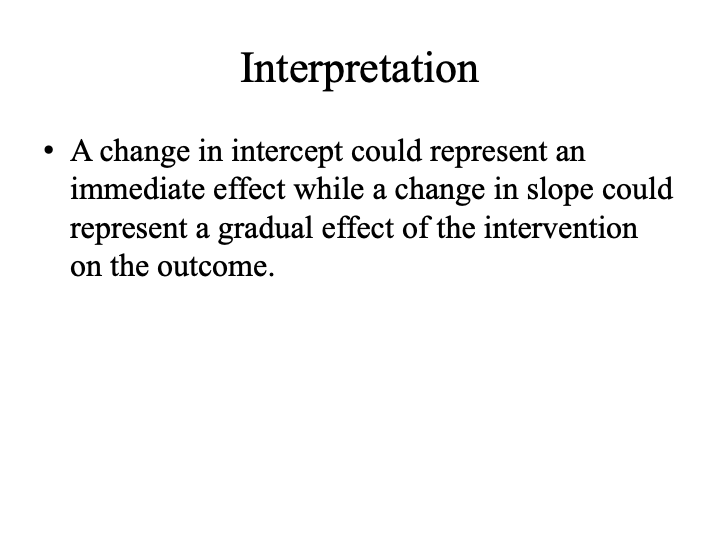 Interpretation
• A change in intercept could represent an
immediate effect while a change in slope could
represent a gradual effect of the intervention
on the outcome.